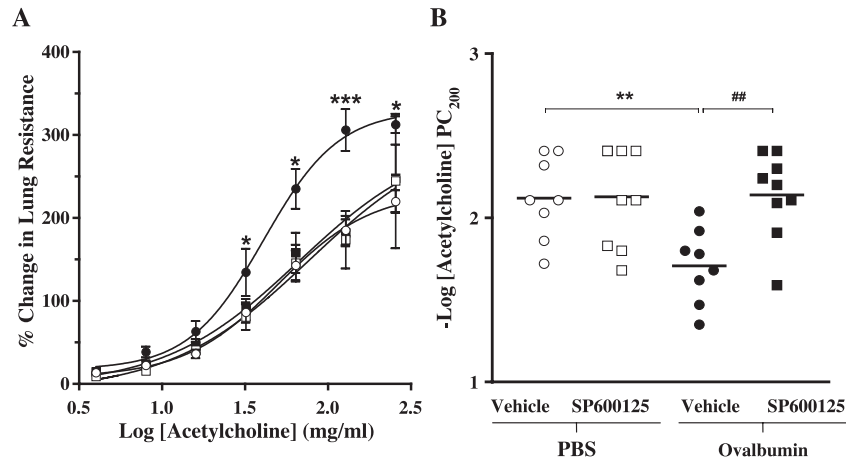 A
B
400
300
200
100
0
% Change in Lung Resistance
*
*
***
*
0.5 1.0 1.5 2.0 2.5
Log [Acetylcholine] (mg/ml)
3
2
1
-Log [Acetylcholine] PC200
** ##
Vehicle SP600125 Vehicle SP600125
PBS Ovalbumin